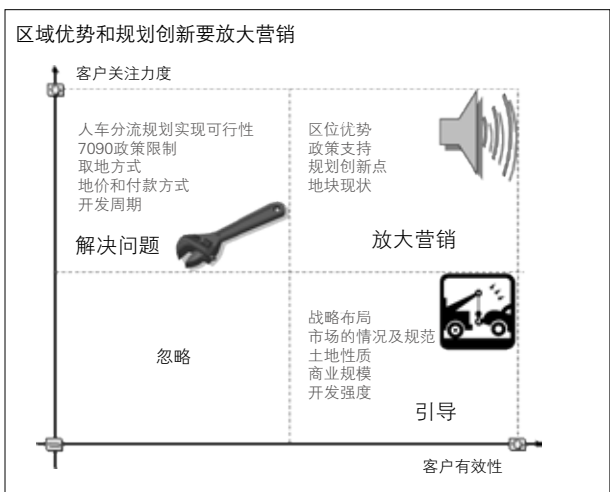 区域优势和规划创新要放大营销
客户关注力度
人车分流规划实现可行性
7090政策限制
取地方式
地价和付款方式
开发周期
解决问题
区位优势
政策支持
规划创新点
地块现状
放大营销
忽略
战略布局
市场的情况及规范
土地性质
商业规模
开发强度
引导
客户有效性